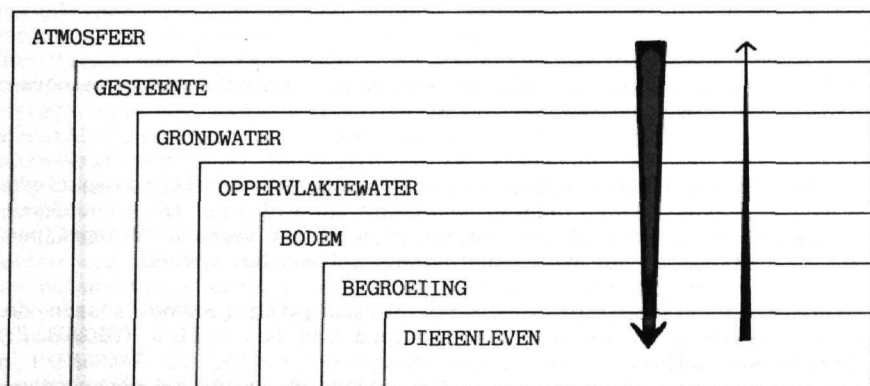 ATMOSFEER
GESTEENTE
GRONDWATER
OPPERVLAKTEWATER
BODEM
BEGROEIING
DIERENLEVEN